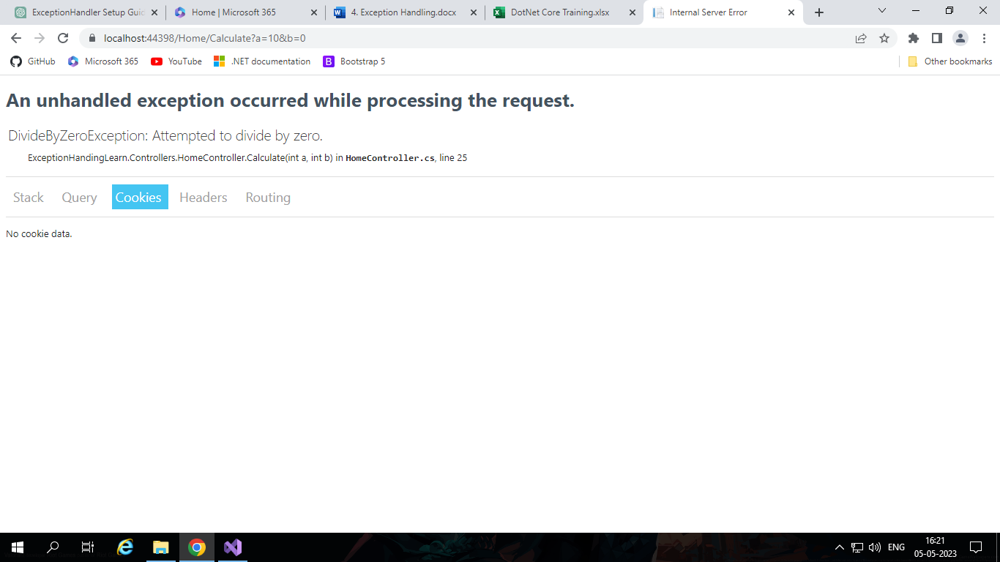 ExceptionHandler Setup Guid
Home | Microsoft 365
4. Exception Handling.docx
DotNet Core Training.xlsx
Internal Server Error
localhost:44398/Home/Calculate?a=10&b=0
GitHub
Microsoft 365
YouTube
.NET documentation
B
Bootstrap 5
Other bookmarks
An unhandled exception occurred while processing the request.
DivideByZeroException: Attempted to divide by zero.
ExceptionHandingLearn.Controllers.HomeController.Calculate(int a, int b) in HomeController.cs, line 25
Stack Query Cookies Headers Routing
No cookie data.
ENG
16:21
05-05-2023